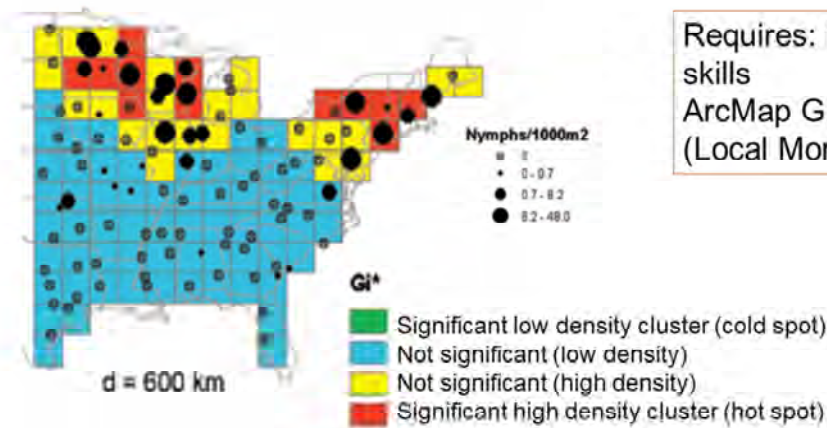 Requires:
skills
ArcMap G
(Local Mor
Nymphs/1000m2
0
0 - 0.7
0.7 - 8.2
8.2 - 48.0
Gi*
Significant low density cluster (cold spot)
Not significant (low density)
Not significant (high density)
Significant high density cluster (hot spot)
d = 600 km